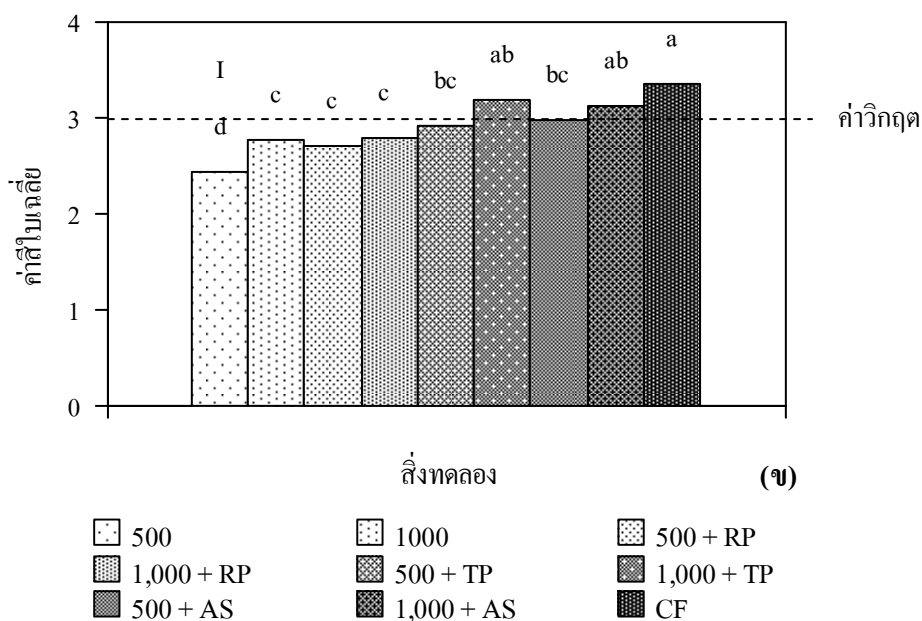 4
3
2
1
0
ค่าสีใบเฉลี่ย
I
d
c
c
c
bc
ab
bc
ab
a
ค่าวิกฤต
สิ่งทดลอง
(ข)
500 1000 500 + RP
1,000 + RP 500 + TP 1,000 + TP
500 + AS 1,000 + AS CF